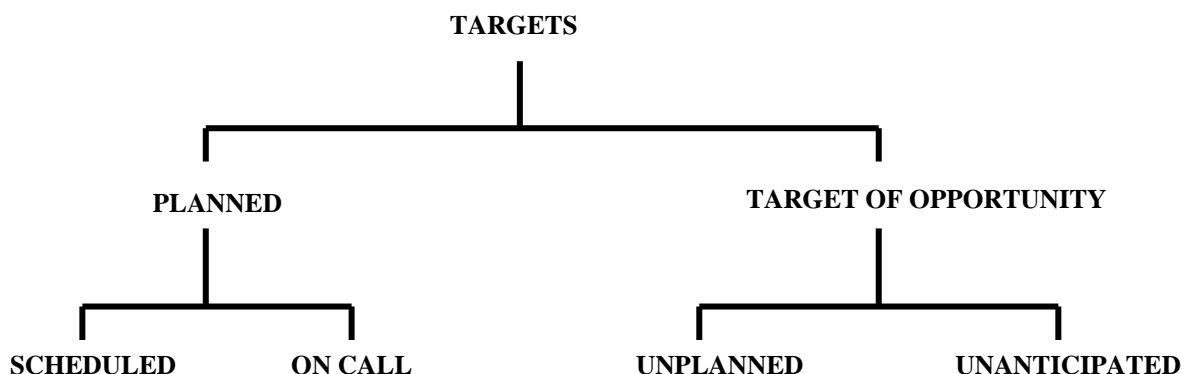 TARGETS
PLANNED
TARGET OF OPPORTUNITY
SCHEDULED
ON CALL
UNPLANNED
UNANTICIPATED